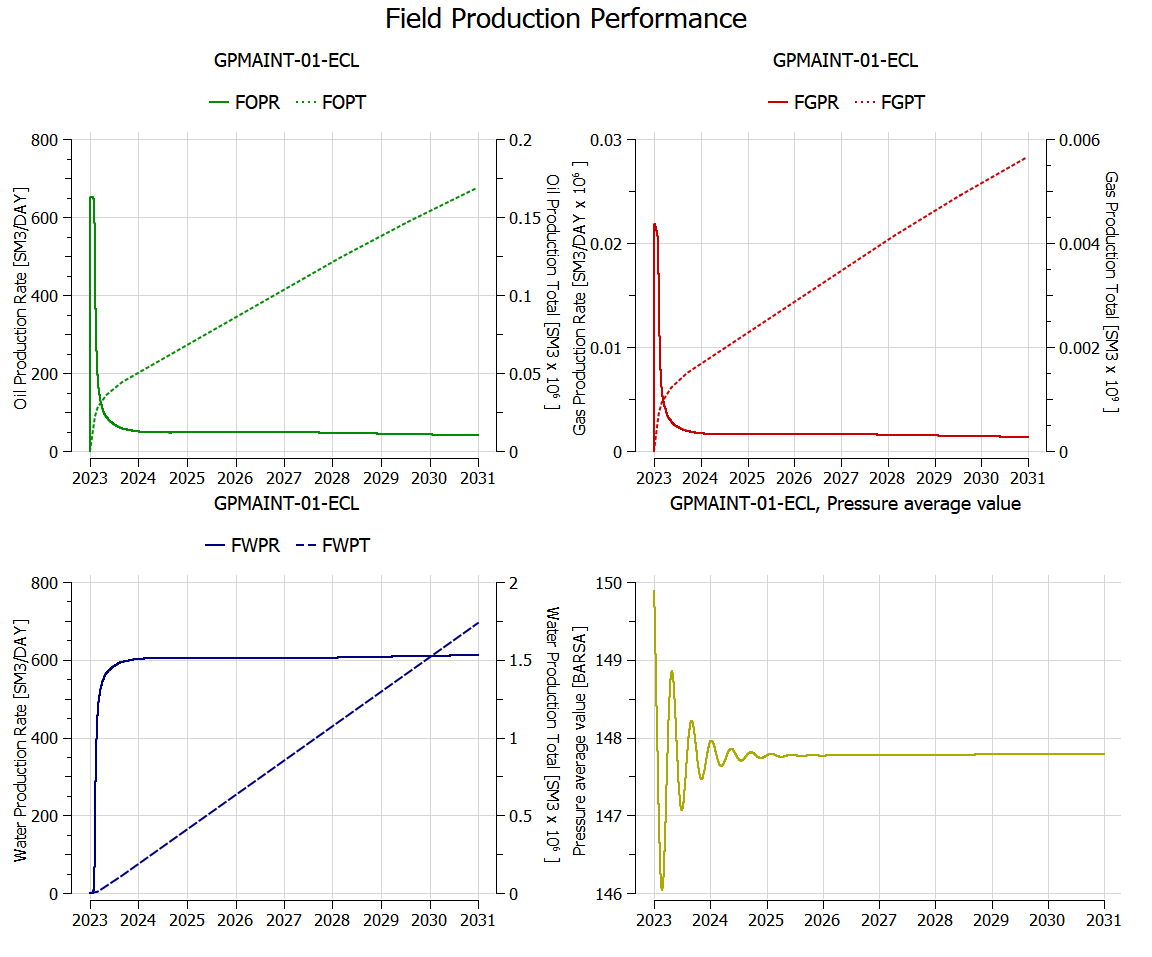 Field Production Performance
GPMAINT-01-ECL
FOPR FOPT
800
600
400
200
0
Oil Production Rate [SM3/DAY]
0.2
0.15
0.1
0.05
0
Oil Production Total [SM3 x 10⁶ ]
2023 2024 2025 2026 2027 2028 2029 2030 2031
GPMAINT-01-ECL
FGPR FGPT
0.03
0.02
0.01
0
Gas Production Rate [SM3/DAY x 10⁶ ]
0.006
0.004
0.002
0
Gas Production Total [SM3 x 10⁹ ]
2023 2024 2025 2026 2027 2028 2029 2030 2031
GPMAINT-01-ECL
FWPR FWPT
800
600
400
200
0
Water Production Rate [SM3/DAY]
2
1.5
1
0.5
0
Water Production Total [SM3 x 10⁶ ]
2023 2024 2025 2026 2027 2028 2029 2030 2031
GPMAINT-01-ECL, Pressure average value
150
149
148
147
146
Pressure average value [BARSA]
2023 2024 2025 2026 2027 2028 2029 2030 2031